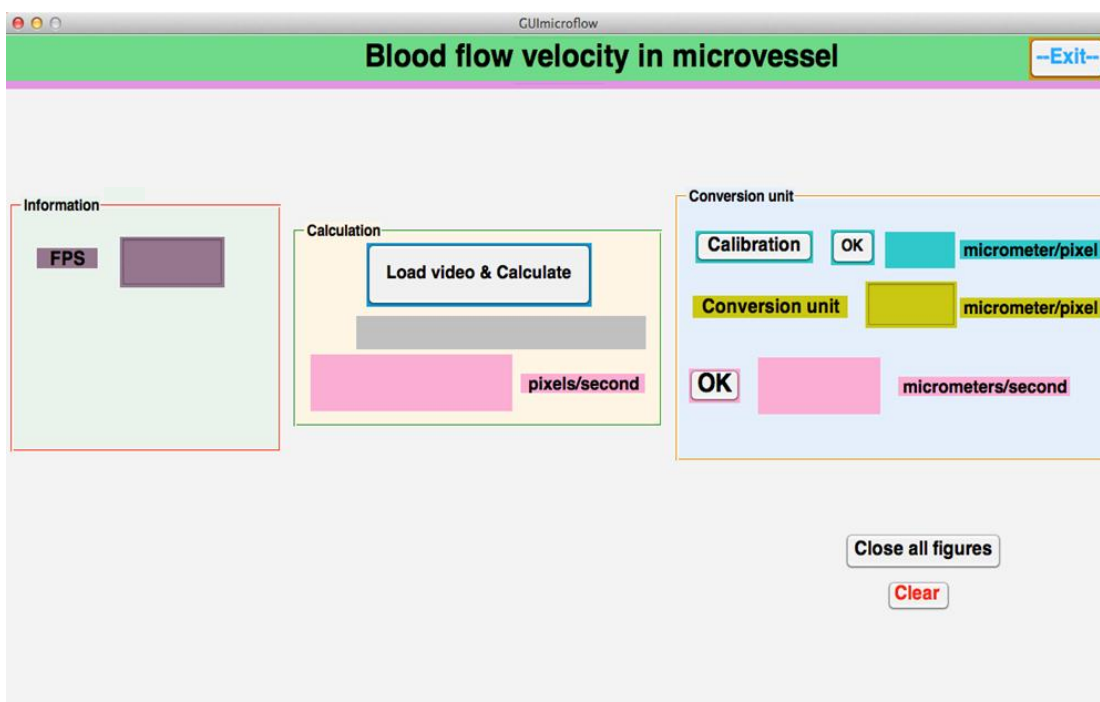 GUImicroflow
Blood flow velocity in microvessel
--Exit--
Information
FPS
Calculation
Load video & Calculate
pixels/second
Conversion unit
Calibration OK micrometer/pixel
Conversion unit micrometer/pixel
OK micrometers/second
Close all figures
Clear